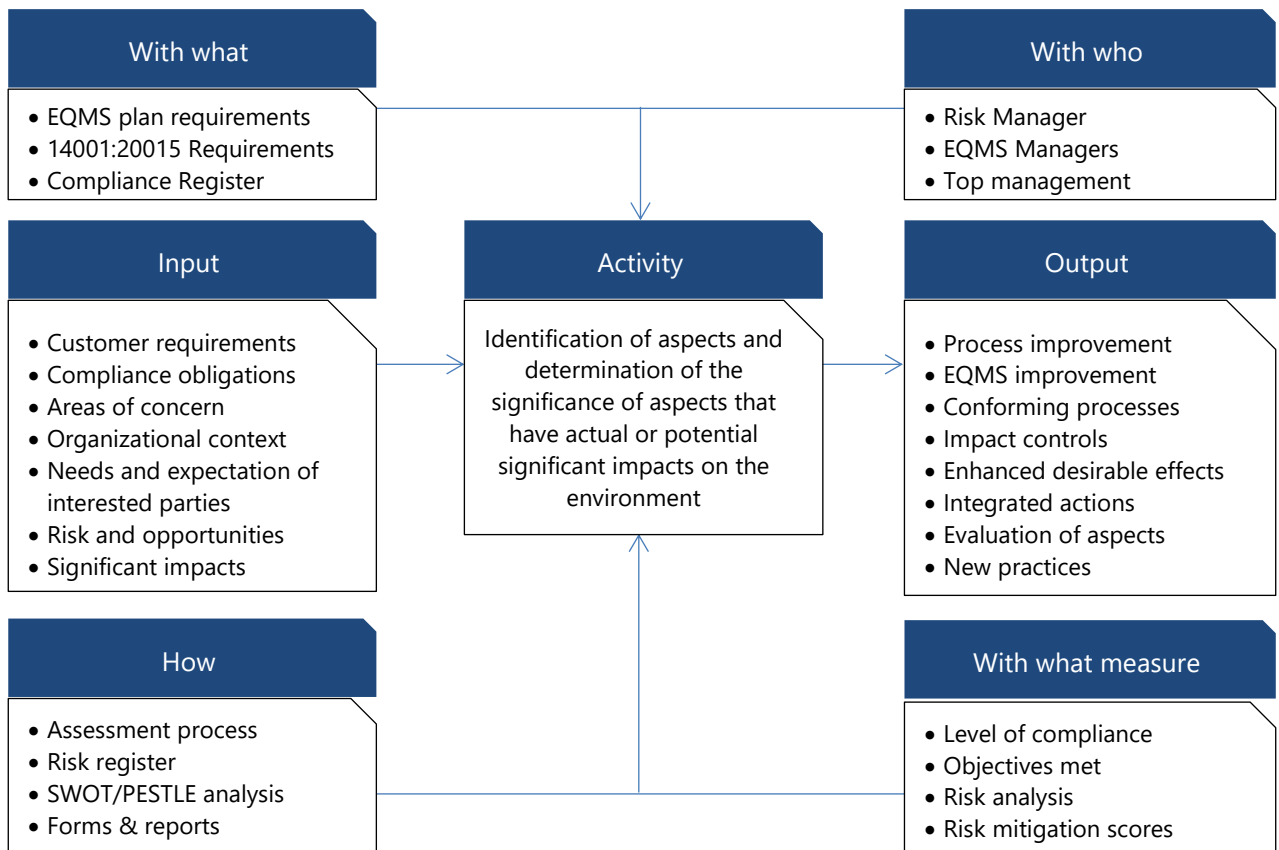 With what
• EQMS plan requirements
• 14001:20015 Requirements
• Compliance Register
With who
• Risk Manager
• EQMS Managers
• Top management
Input
• Customer requirements
• Compliance obligations
• Areas of concern
• Organizational context
• Needs and expectation of
interested parties
• Risk and opportunities
• Significant impacts
Activity
Identification of aspects and
determination of the
significance of aspects that
have actual or potential
significant impacts on the
environment
Output
• Process improvement
• EQMS improvement
• Conforming processes
• Impact controls
• Enhanced desirable effects
• Integrated actions
• Evaluation of aspects
• New practices
How
• Assessment process
• Risk register
• SWOT/PESTLE analysis
• Forms & reports
With what measure
• Level of compliance
• Objectives met
• Risk analysis
• Risk mitigation scores